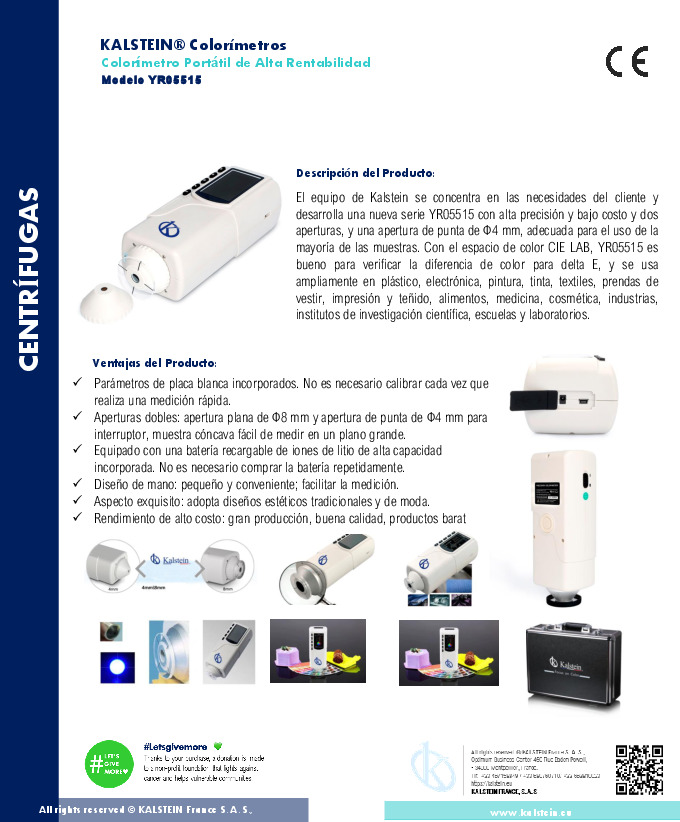 KALSTEIN® Colorímetros
Colorímetro Portátil de Alta Rentabilidad
Modelo YR05515
CE
CENTRÍFUGAS
Descripción del Producto:
El equipo de Kalstein se concentra en las necesidades del cliente y
desarrolla una nueva serie YR05515 con alta precisión y bajo costo y dos
aperturas, y una apertura de punta de Φ4 mm, adecuada para el uso de la
mayoría de las muestras. Con el espacio de color CIE LAB, YR05515 es
bueno para verificar la diferencia de color para delta E, y se usa
ampliamente en plástico, electrónica, pintura, tinta, textiles, prendas de
vestir, impresión y teñido, alimentos, medicina, cosmética, industrias,
institutos de investigación científica, escuelas y laboratorios.
Ventajas del Producto:
✓ Parámetros de placa blanca incorporados. No es necesario calibrar cada vez que
realiza una medición rápida.
✓ Aperturas dobles: apertura plana de Φ8 mm y apertura de punta de Φ4 mm para
interruptor, muestra cóncava fácil de medir en un plano grande.
✓ Equipado con una batería recargable de iones de litio de alta capacidad
incorporada. No es necesario comprar la batería repetidamente.
✓ Diseño de mano: pequeño y conveniente; facilitar la medición.
✓ Aspecto exquisito: adopta diseños estéticos tradicionales y de moda.
✓ Rendimiento de alto costo: gran producción, buena calidad, productos barat
Kalstein
4mm
4mm/8mm
8mm
Kalstein
#LET'S
GIVE
MORE
#Letsgivemore
Thanks to your purchase, a donation is made
to a non-profit foundation that fights against
cancer and helps vulnerable communities
All rights reserved ® KALSTEIN France S. A. S.,
Optimum Business Center 450 Rue Baden Powell,
34000 Montpellier, France.
https://kalstein.eu
KALSTEIN FRANCE, S.A.S
All rights reserved © KALSTEIN France S.A.S.,
www.kalstein.eu